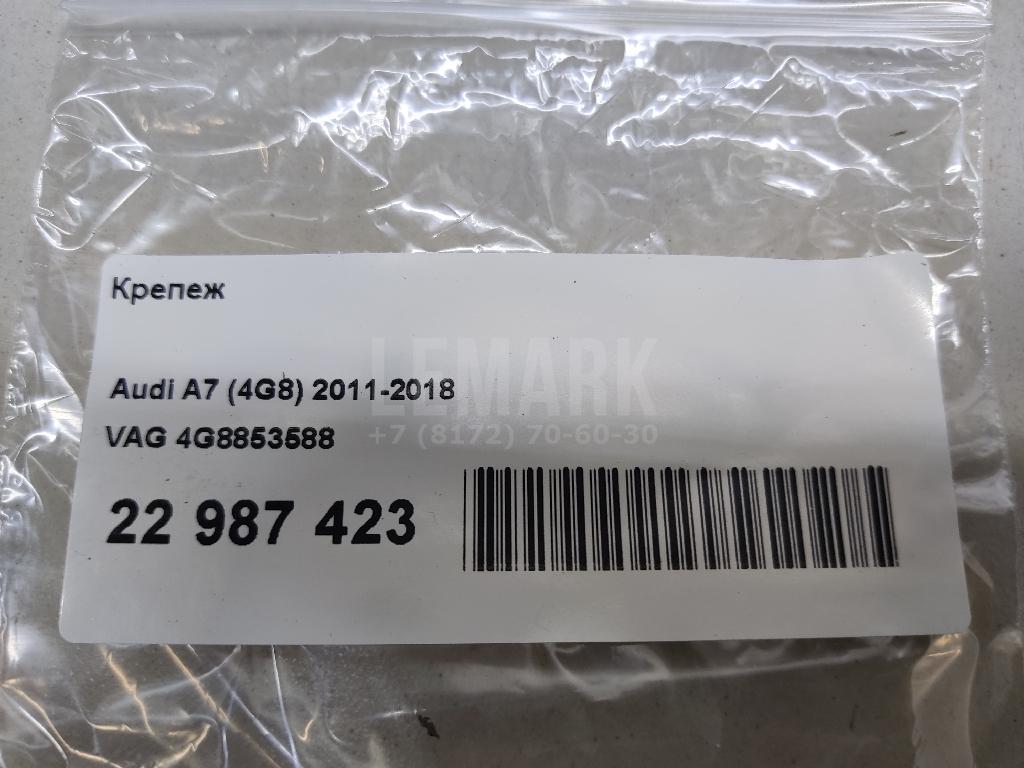 Крепеж
LEMARK
Audi A7 (4G8) 2011-2018
VAG 4G8853588
+7 (8172) 70-60-30
22 987 423